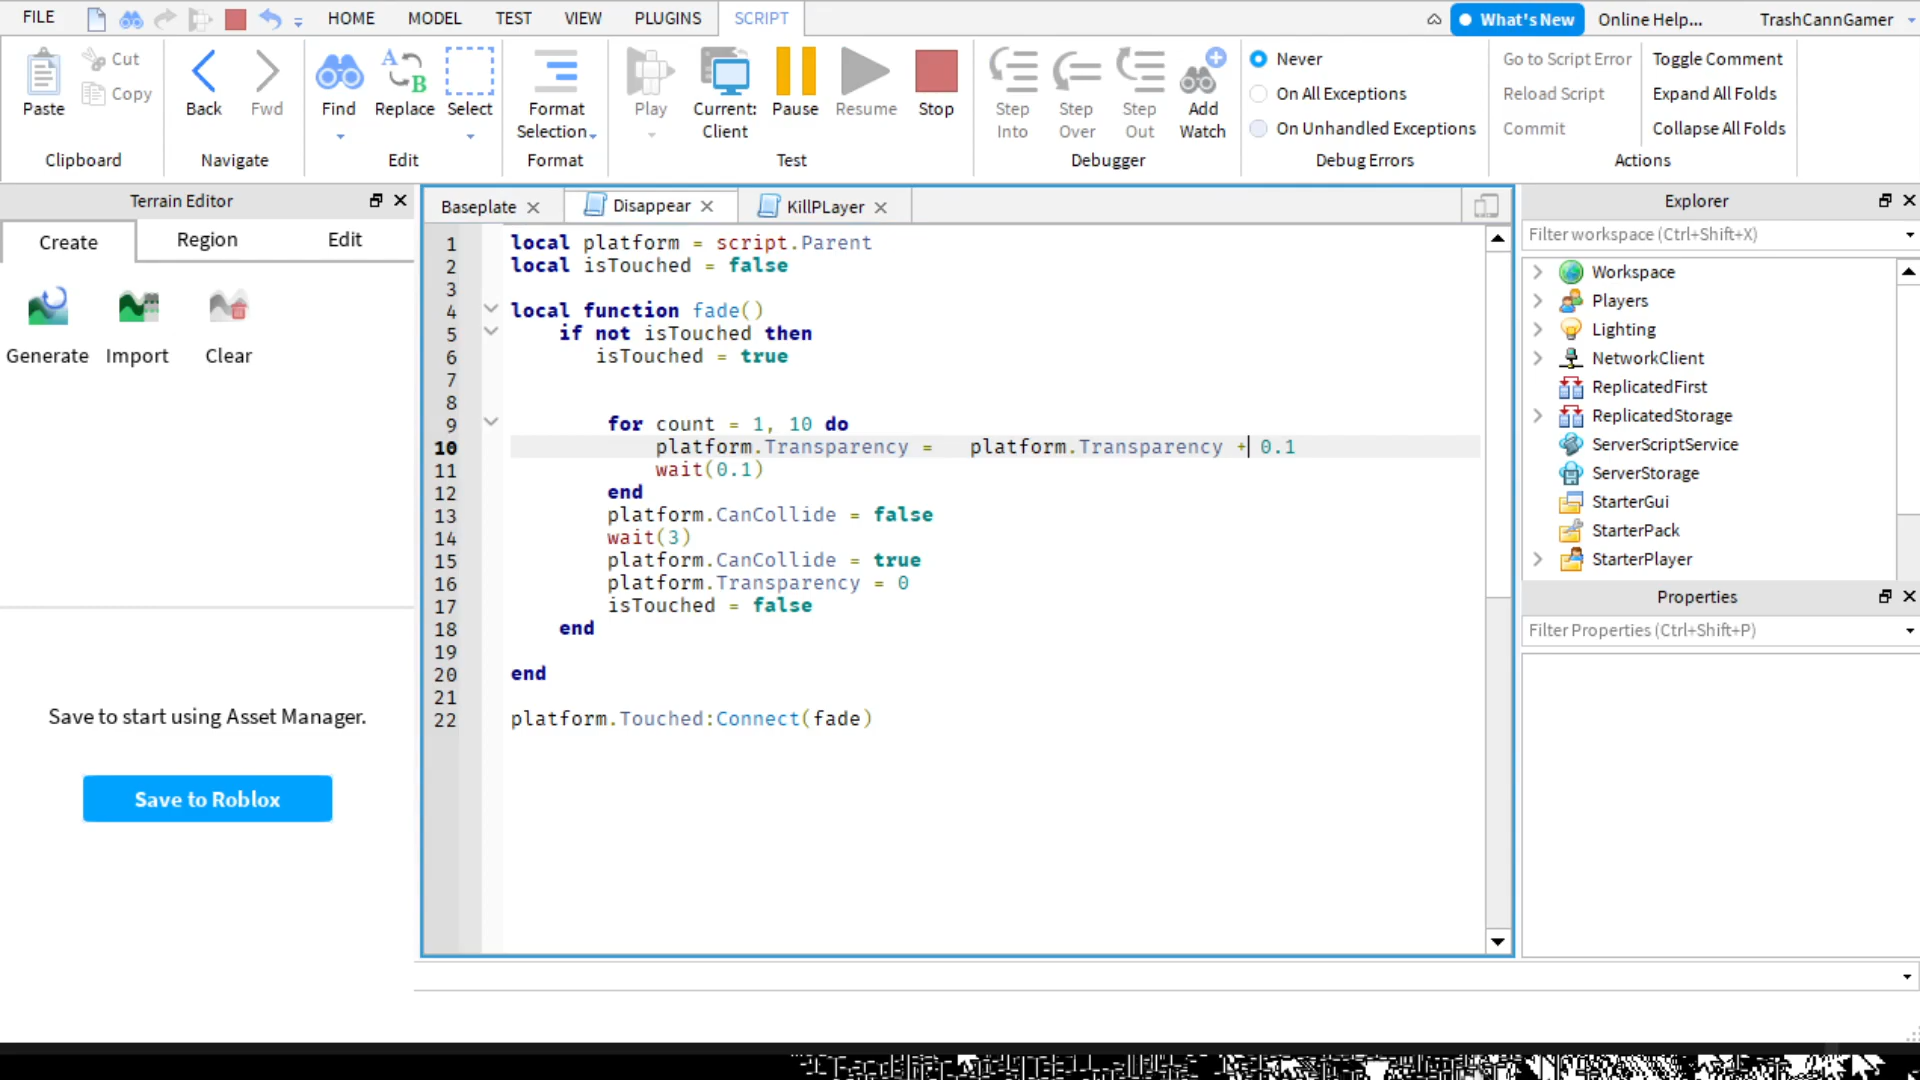 FILE HOME MODEL TEST VIEW PLUGINS SCRIPT What's New Online Help... TrashCannGamer
Paste Cut Copy Clipboard
Back Fwd Navigate
Find Replace Select Edit
Format Selection Format
Play Current: Client Pause Resume Stop Test
Step Into Step Over Step Out Add Watch Debugger
Never
On All Exceptions
On Unhandled Exceptions
Debug Errors
Go to Script Error Toggle Comment
Reload Script Expand All Folds
Commit Collapse All Folds
Actions
Terrain Editor
Create Region Edit
Generate Import Clear
Save to start using Asset Manager.
Save to Roblox
Baseplate Disappear KillPLayer
1 local platform = script.Parent
2 local isTouched = false
3
4 local function fade()
5 if not isTouched then
6 isTouched = true
7
8
9 for count = 1, 10 do
10 platform.Transparency = platform.Transparency + 0.1
11 wait(0.1)
12 end
13 platform.CanCollide = false
14 wait(3)
15 platform.CanCollide = true
16 platform.Transparency = 0
17 isTouched = false
18 end
19
20 end
21
22 platform.Touched:Connect(fade)
Explorer
Filter workspace (Ctrl+Shift+X)
Workspace
Players
Lighting
NetworkClient
ReplicatedFirst
ReplicatedStorage
ServerScriptService
ServerStorage
StarterGui
StarterPack
StarterPlayer
Properties
Filter Properties (Ctrl+Shift+P)